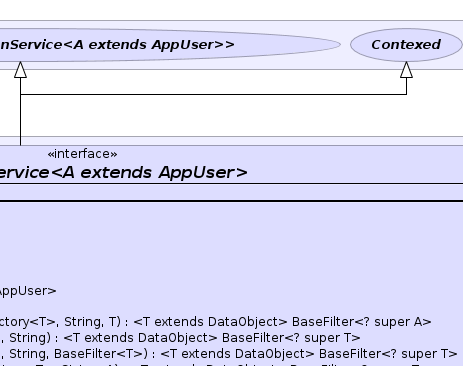 nService<A extends AppUser>>
Contexed
«interface»
ervice<A extends AppUser>
AppUser>
ctory<T>, String, T) : <T extends DataObject> BaseFilter<? super A>
, String) : <T extends DataObject> BaseFilter<? super T>
, String, BaseFilter<T>) : <T extends DataObject> BaseFilter<? super T>